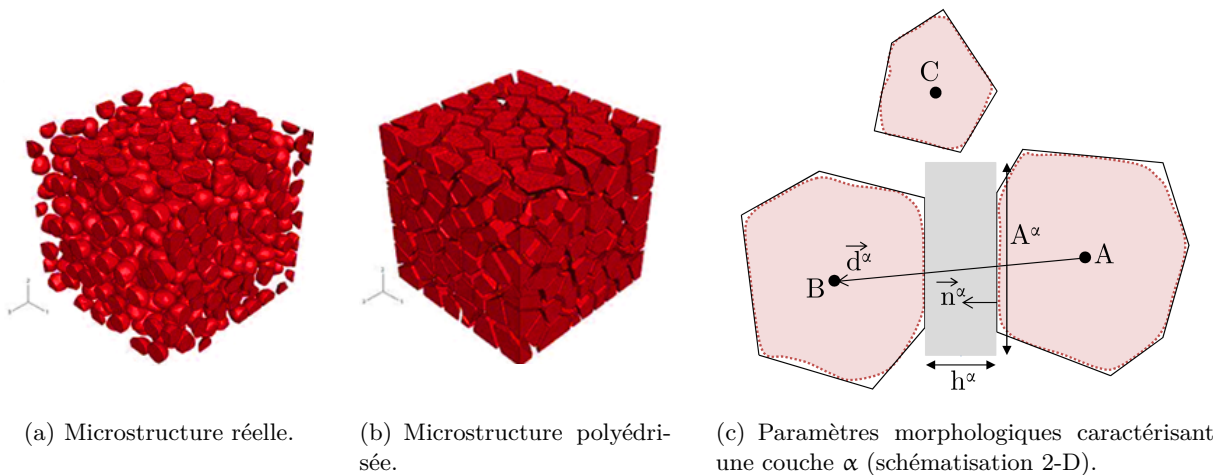 C
A^α
d^α
A
B
n^α
h^α
(a) Microstructure réelle.
(b) Microstructure polyédri-
sée.
(c) Paramètres morphologiques caractérisant
une couche α (schématisation 2-D).